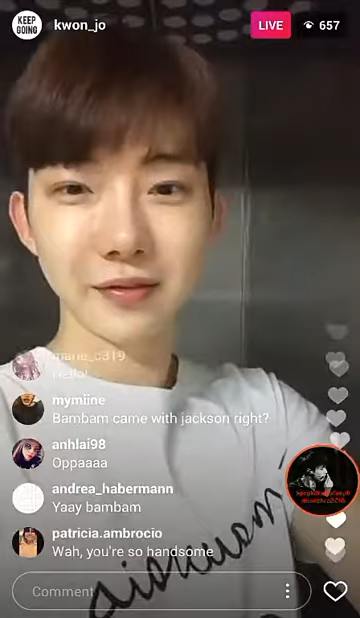 KEEP
GOING
kwon_jo
LIVE
657
marie_c319
Hello!
mymiine
Bambam came with jackson right?
anhlai98
Oppaaaa
andrea_habermann
Yaay bambam
patricia.ambrocio
Wah, you're so handsome
Comment